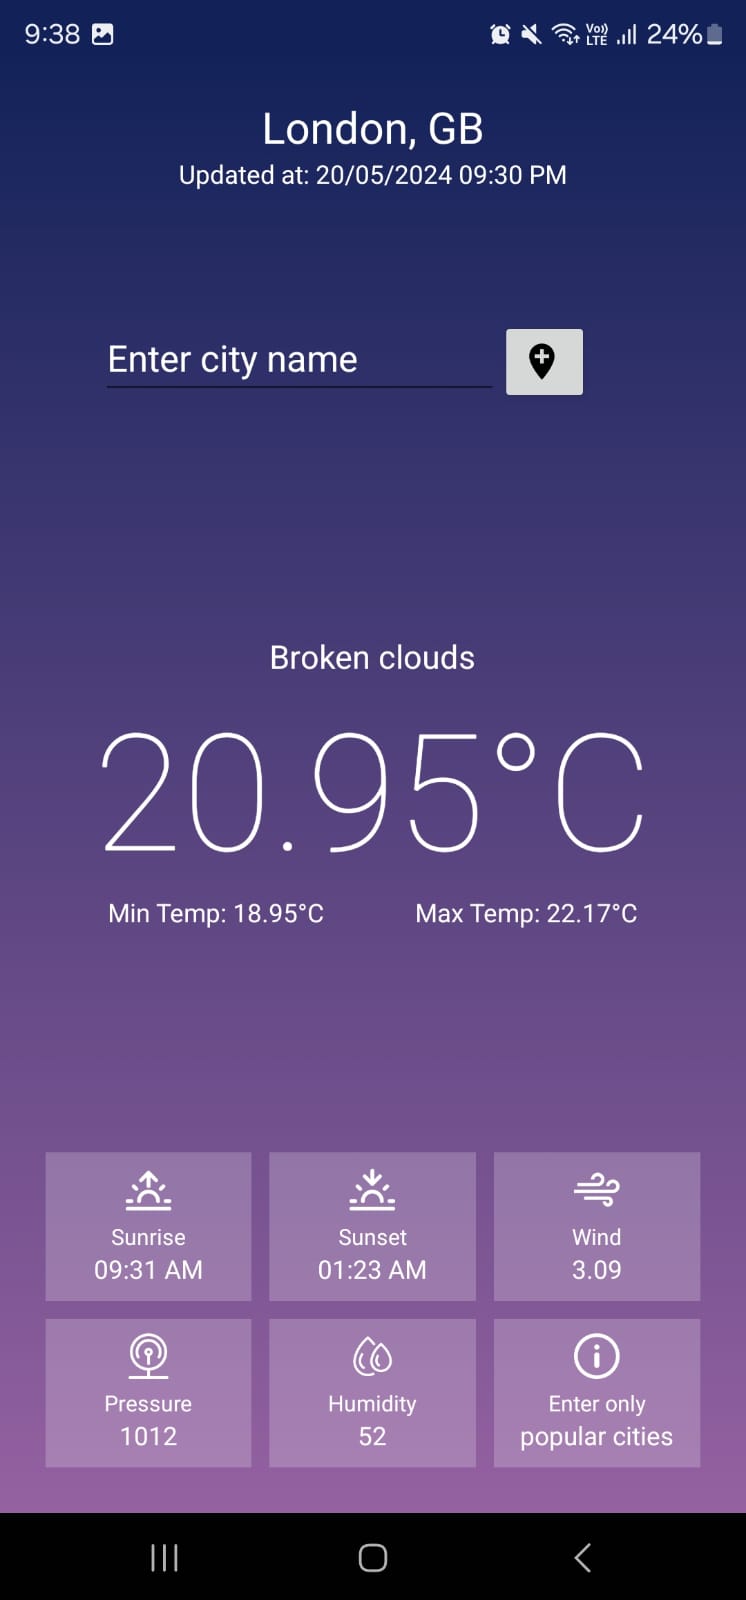 9:38 Vo)) LTE 24%
London, GB
Updated at: 20/05/2024 09:30 PM
Enter city name
Broken clouds
20.95°C
Min Temp: 18.95°C Max Temp: 22.17°C
Sunrise Sunset Wind
09:31 AM 01:23 AM 3.09
Pressure Humidity Enter only
1012 52 popular cities